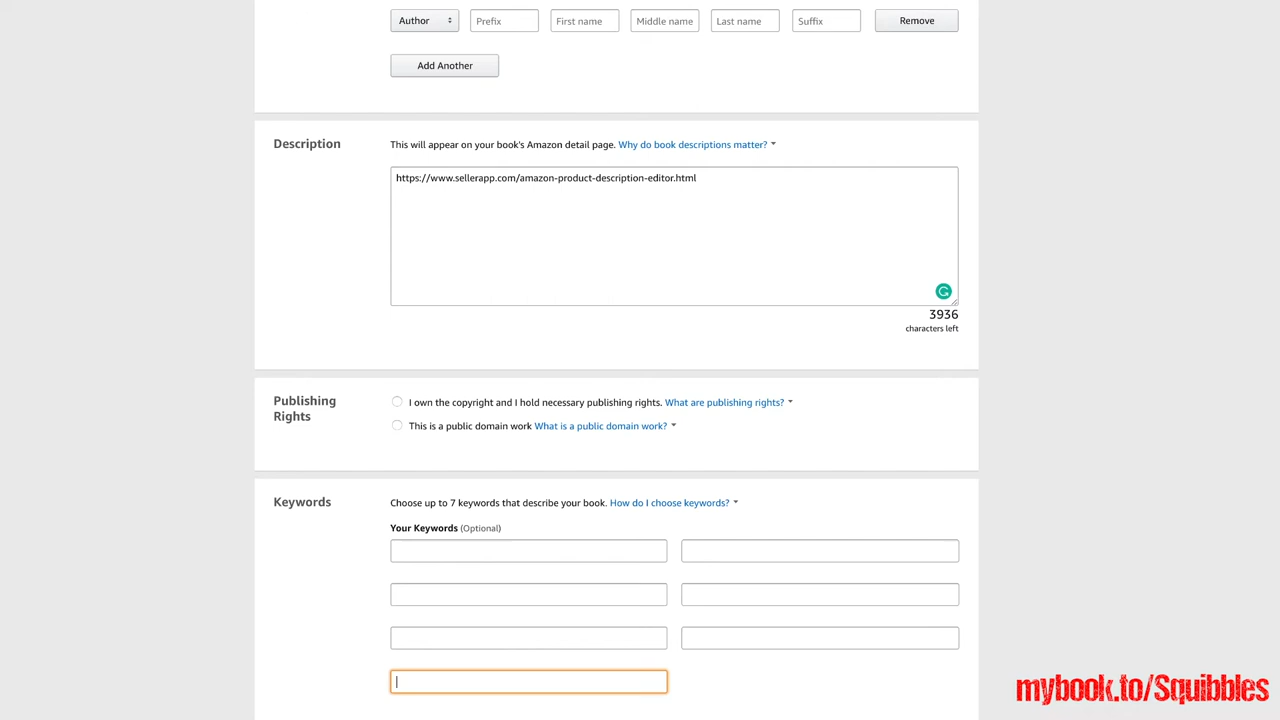 Author Prefix First name Middle name Last name Suffix Remove
Add Another
Description
This will appear on your book's Amazon detail page. Why do book descriptions matter?
https://www.sellerapp.com/amazon-product-description-editor.html
3936
characters left
Publishing Rights
I own the copyright and I hold necessary publishing rights. What are publishing rights?
This is a public domain work What is a public domain work?
Keywords
Choose up to 7 keywords that describe your book. How do I choose keywords?
Your Keywords (Optional)
mybook.to/Squibbles